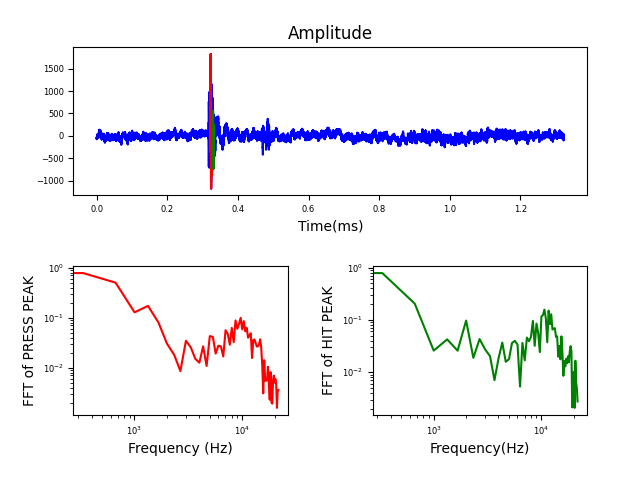 Amplitude
1500
1000
500
0
−500
−1000
0.0 0.2 0.4 0.6 0.8 1.0 1.2
Time(ms)
FFT of PRESS PEAK
10⁰
10⁻¹
10⁻²
10³ 10⁴
Frequency (Hz)
FFT of HIT PEAK
10⁰
10⁻¹
10⁻²
10³ 10⁴
Frequency(Hz)